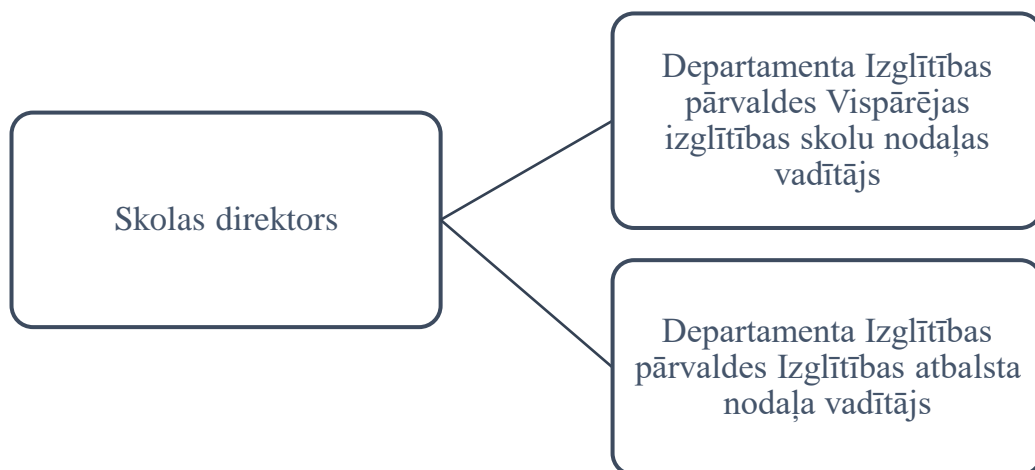 Skolas direktors
Departamenta Izglītības
pārvaldes Vispārējas
izglītības skolu nodaļas
vadītājs
Departamenta Izglītības
pārvaldes Izglītības atbalsta
nodaļa vadītājs